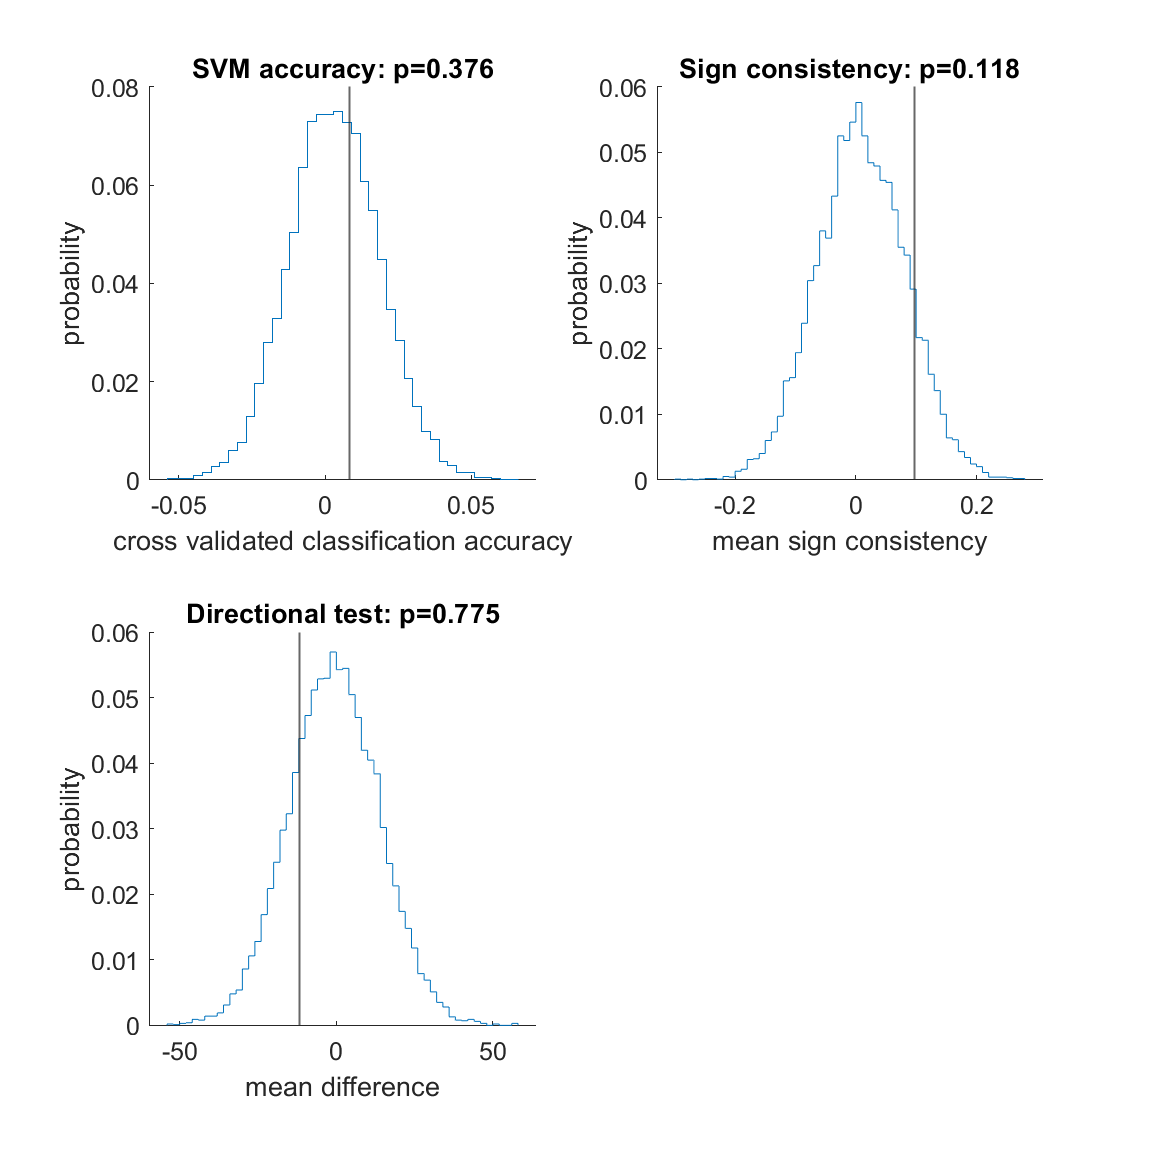 SVM accuracy: p=0.376
0.08
0.06
0.04
0.02
0
probability
-0.05 0 0.05
cross validated classification accuracy
Sign consistency: p=0.118
0.06
0.05
0.04
0.03
0.02
0.01
0
probability
-0.2 0 0.2
mean sign consistency
Directional test: p=0.775
0.06
0.05
0.04
0.03
0.02
0.01
0
probability
-50 0 50
mean difference